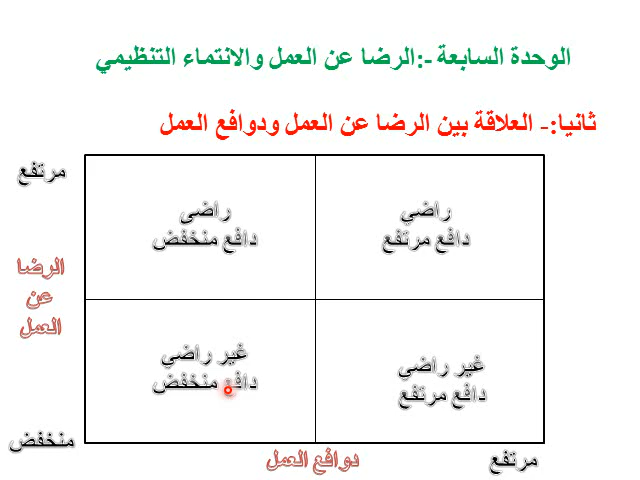 الوحدة السابعة -:الرضا عن العمل والانتماء التنظيمي
ثانيا:- العلاقة بين الرضا عن العمل ودوافع العمل
مرتفع
راضي
دافع مرتفع
راضي
دافع منخفض
الرضا
عن
العمل
غير راضي
دافع مرتفع
غير راضي
دافع منخفض
منخفض
مرتفع
دوافع العمل